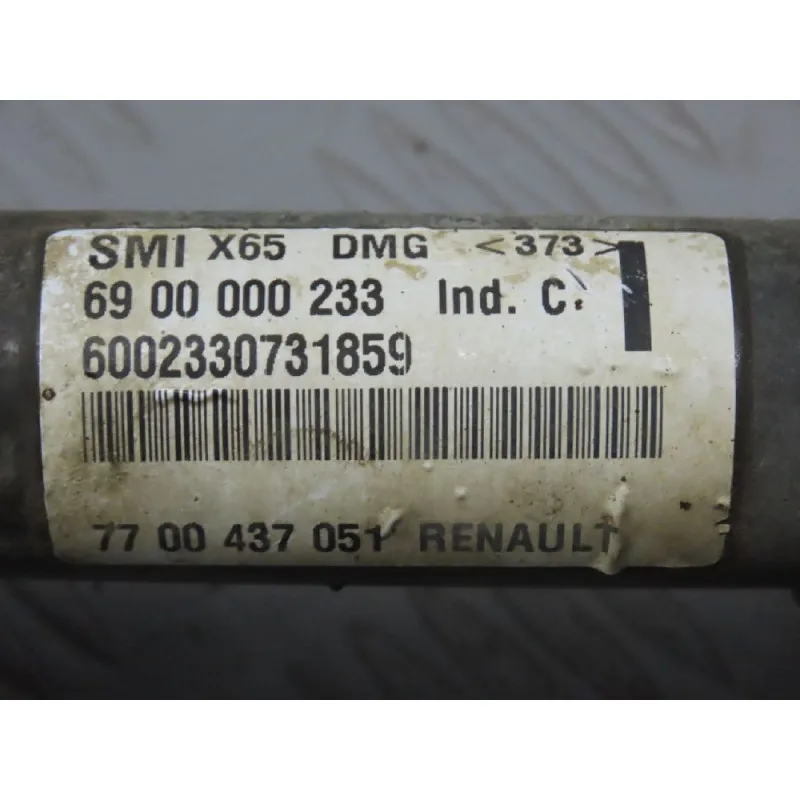 SMI X65 DMG <373>
69 00 000 233 Ind. C.
6002330731859
77 00 437 051 RENAULT